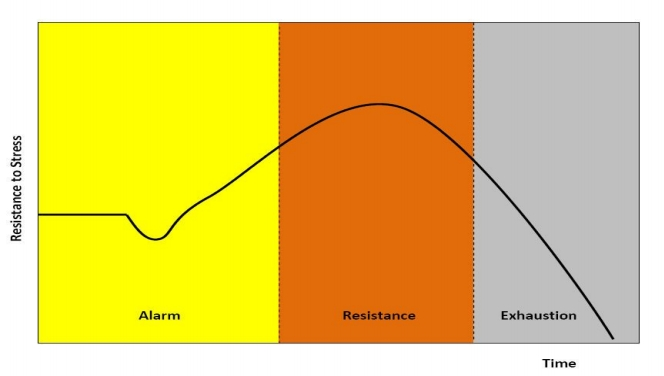 Resistance to Stress
Alarm
Resistance
Exhaustion
Time